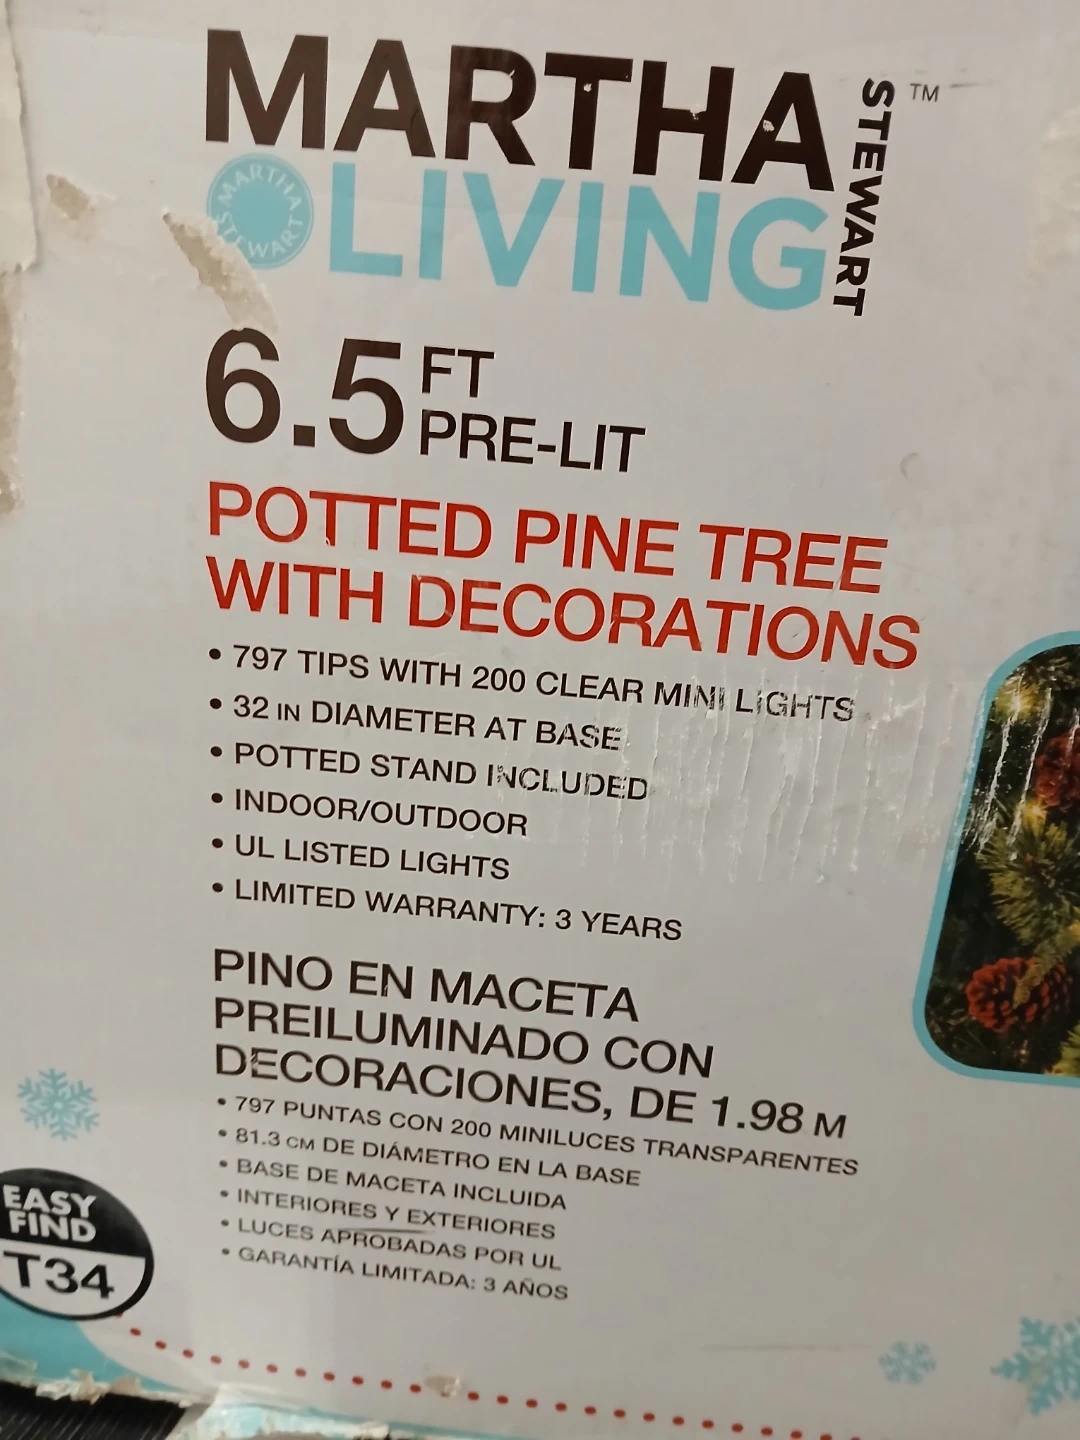 MARTHA
STEWART
TM
MARTHA STEWART
LIVING
6.5 FT
PRE-LIT
POTTED PINE TREE
WITH DECORATIONS
• 797 TIPS WITH 200 CLEAR MINI LIGHTS
• 32 IN DIAMETER AT BASE
• POTTED STAND INCLUDED
• INDOOR/OUTDOOR
• UL LISTED LIGHTS
• LIMITED WARRANTY: 3 YEARS
PINO EN MACETA
PREILUMINADO CON
DECORACIONES, DE 1.98 M
• 797 PUNTAS CON 200 MINILUCES TRANSPARENTES
• 81.3 CM DE DIÁMETRO EN LA BASE
• BASE DE MACETA INCLUIDA
• INTERIORES Y EXTERIORES
• LUCES APROBADAS POR UL
• GARANTÍA LIMITADA: 3 AÑOS
EASY
FIND
T34